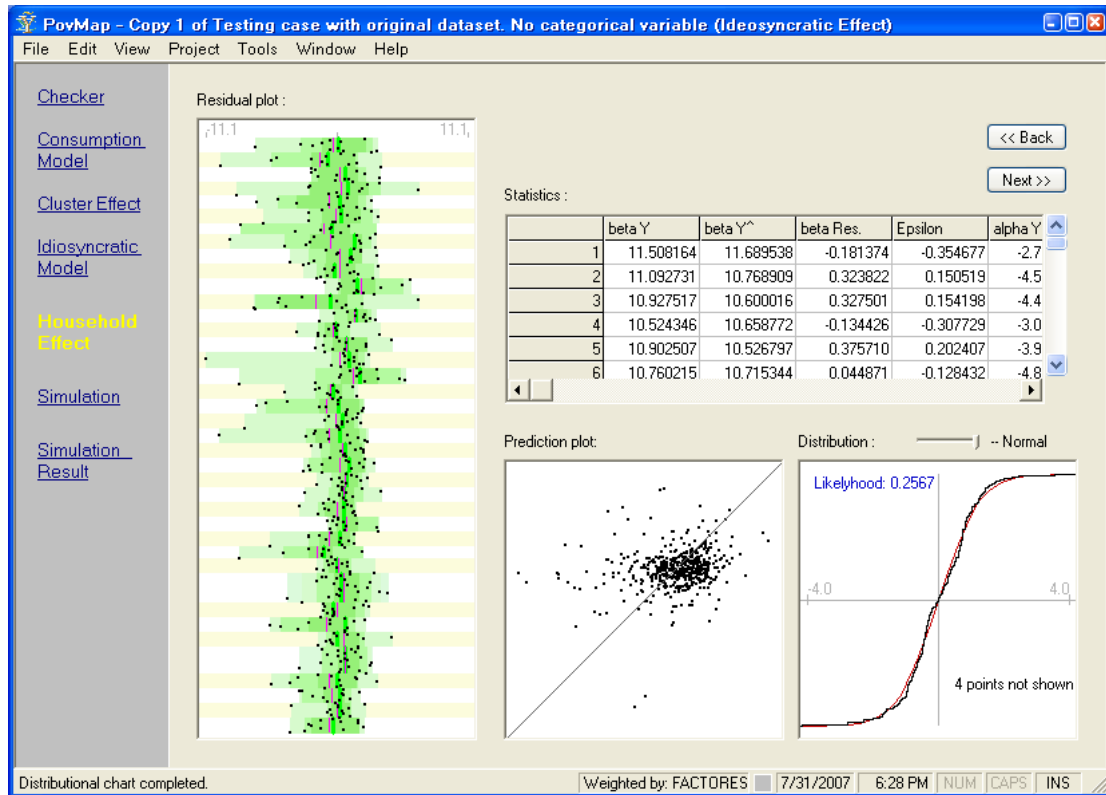 PovMap - Copy 1 of Testing case with original dataset. No categorical variable (Ideosyncratic Effect)
File Edit View Project Tools Window Help
Checker
Consumption
Model
Cluster Effect
Idiosyncratic
Model
Household
Effect
Simulation
Simulation
Result
Residual plot :
-11.1 11.1
<< Back
Next >>
Statistics :
beta Y beta Y^ beta Res. Epsilon alpha Y
1 11.508164 11.689538 -0.181374 -0.354677 -2.7
2 11.092731 10.768909 0.323822 0.150519 -4.5
3 10.927517 10.600016 0.327501 0.154198 -4.4
4 10.524346 10.658772 -0.134426 -0.307729 -3.0
5 10.902507 10.526797 0.375710 0.202407 -3.9
6 10.760215 10.715344 0.044871 -0.128432 -4.8
Prediction plot:
Distribution : -- Normal
Likelyhood: 0.2567
-4.0 4.0
4 points not shown
Distributional chart completed. Weighted by: FACTORES 7/31/2007 6:28 PM NUM CAPS INS